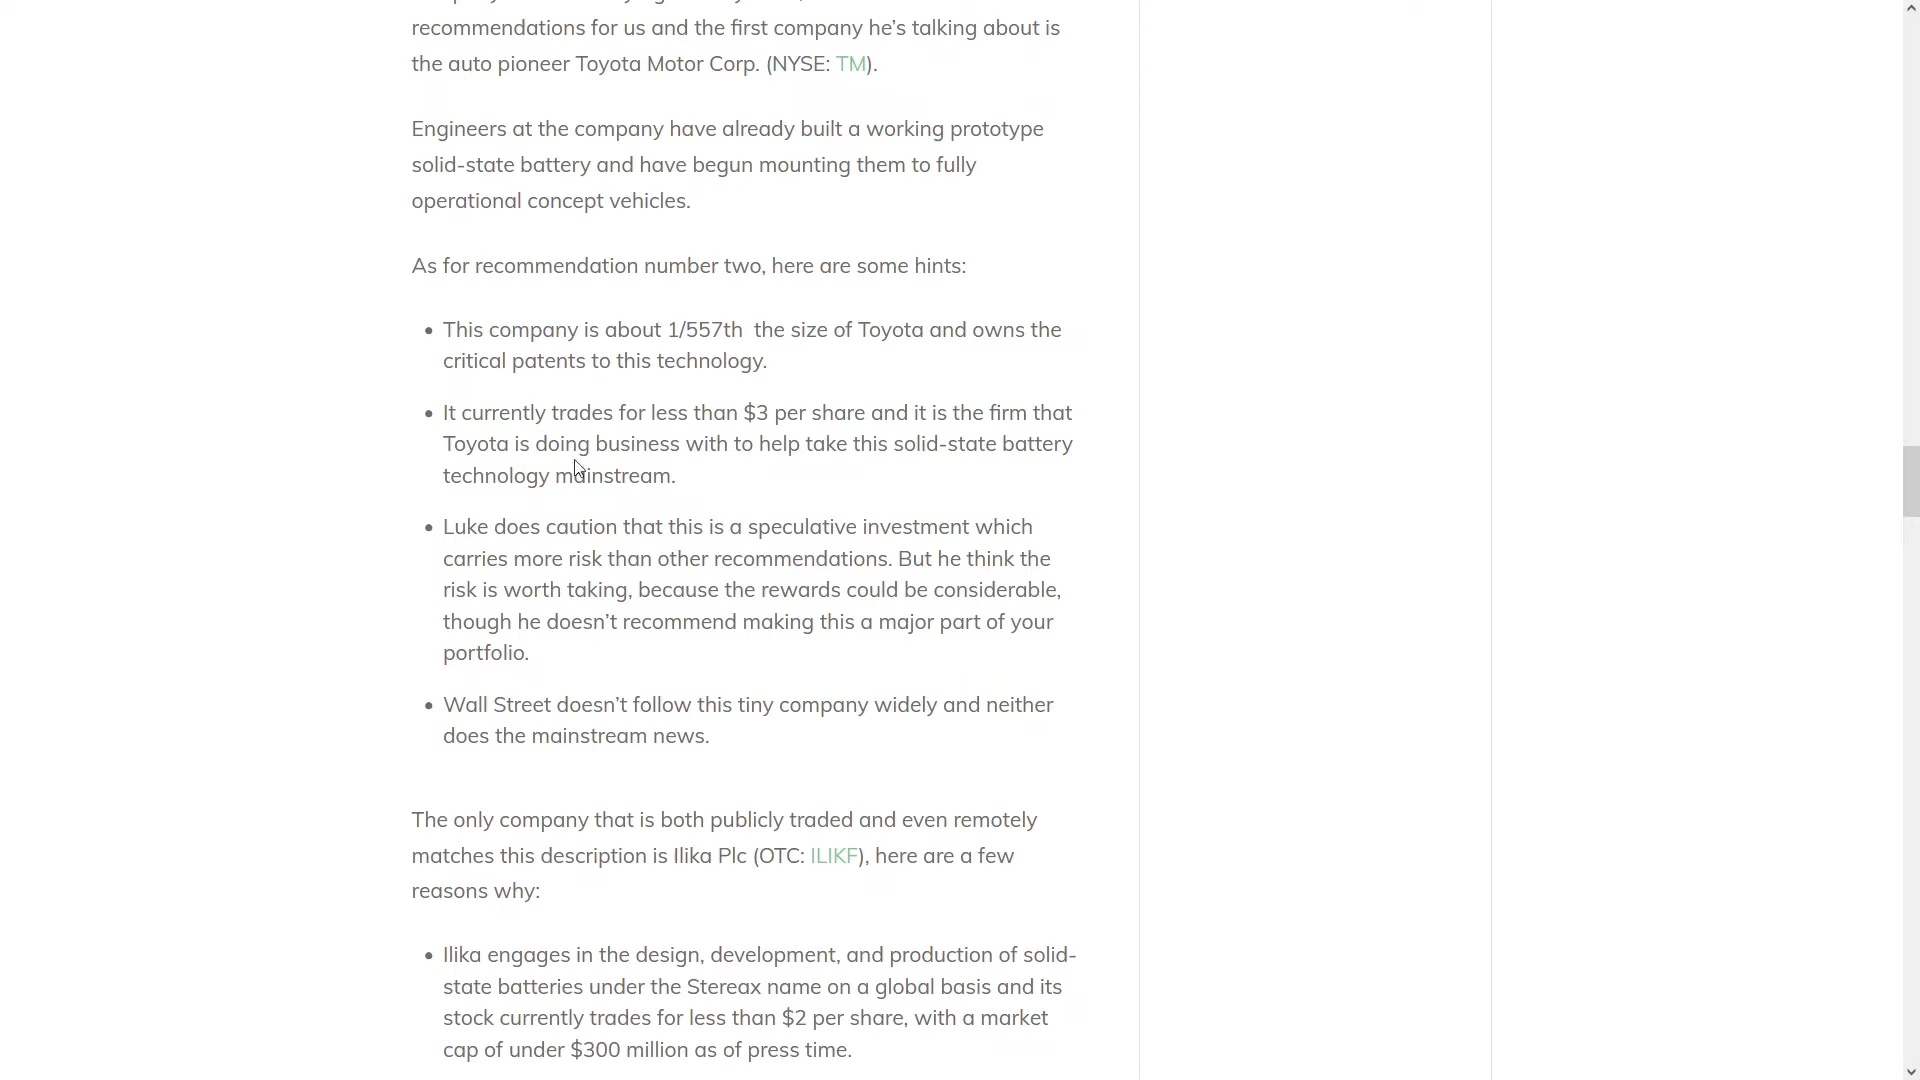 recommendations for us and the first company he’s talking about is
the auto pioneer Toyota Motor Corp. (NYSE: TM).
Engineers at the company have already built a working prototype
solid-state battery and have begun mounting them to fully
operational concept vehicles.
As for recommendation number two, here are some hints:
• This company is about 1/557th  the size of Toyota and owns the
critical patents to this technology.
• It currently trades for less than $3 per share and it is the firm that
Toyota is doing business with to help take this solid-state battery
technology mainstream.
• Luke does caution that this is a speculative investment which
carries more risk than other recommendations. But he think the
risk is worth taking, because the rewards could be considerable,
though he doesn’t recommend making this a major part of your
portfolio.
• Wall Street doesn’t follow this tiny company widely and neither
does the mainstream news.
The only company that is both publicly traded and even remotely
matches this description is Ilika Plc (OTC: ILIKF), here are a few
reasons why:
• Ilika engages in the design, development, and production of solid-
state batteries under the Stereax name on a global basis and its
stock currently trades for less than $2 per share, with a market
cap of under $300 million as of press time.